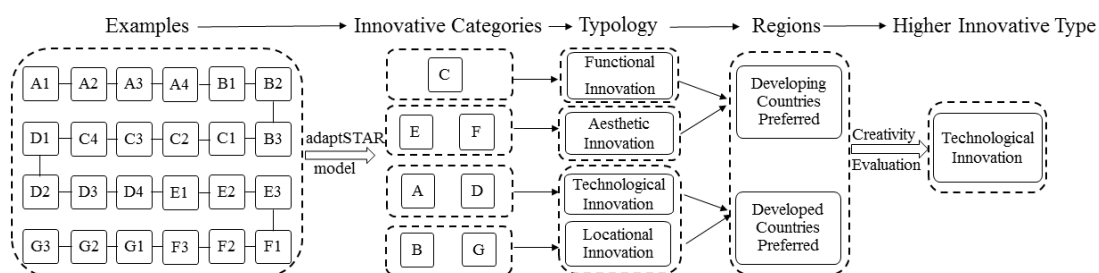 Examples Innovative Categories Typology Regions Higher Innovative Type
A1 A2 A3 A4 B1 B2
D1 C4 C3 C2 C1 B3
D2 D3 D4 E1 E2 E3
G3 G2 G1 F3 F2 F1
adaptSTAR
model
C
E F
A D
B G
Functional
Innovation
Aesthetic
Innovation
Technological
Innovation
Locational
Innovation
Developing
Countries
Preferred
Developed
Countries
Preferred
Creativity
Evaluation
Technological
Innovation